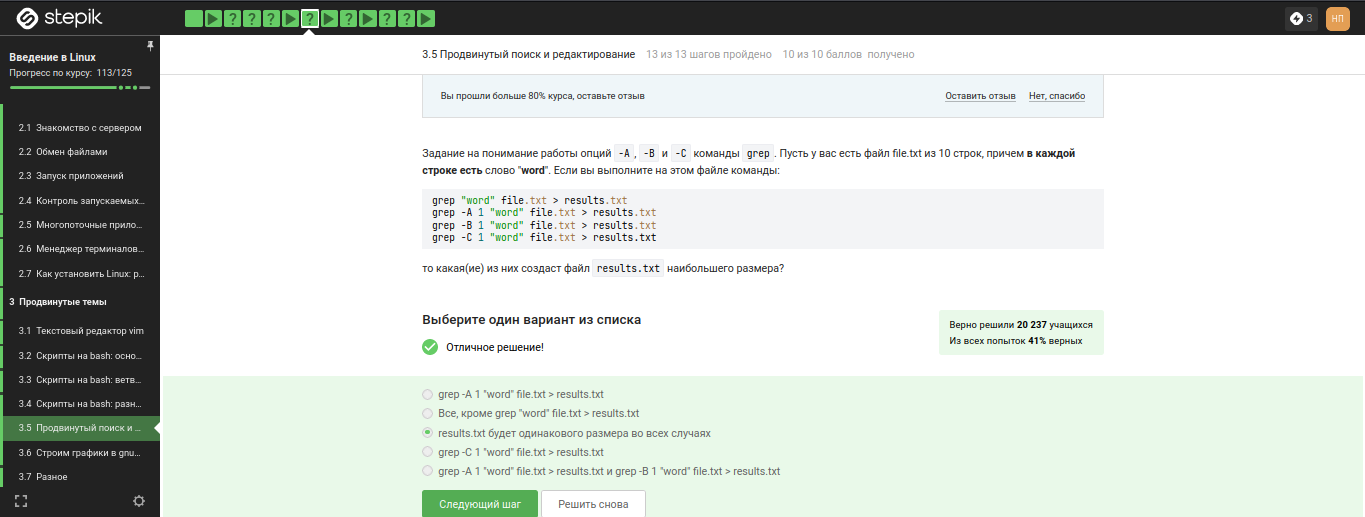 stepik
3
НП
Введение в Linux
Прогресс по курсу: 113/125
2.1 Знакомство с сервером
2.2 Обмен файлами
2.3 Запуск приложений
2.4 Контроль запускаемых...
2.5 Многопоточные прило...
2.6 Менеджер терминалов...
2.7 Как установить Linux: р...
3 Продвинутые темы
3.1 Текстовый редактор vim
3.2 Скрипты на bash: осно...
3.3 Скрипты на bash: ветв...
3.4 Скрипты на bash: разн...
3.5 Продвинутый поиск и ...
3.6 Строим графики в gnu...
3.7 Разное
3.5 Продвинутый поиск и редактирование 13 из 13 шагов пройдено 10 из 10 баллов получено
Вы прошли больше 80% курса, оставьте отзыв Оставить отзыв Нет, спасибо
Задание на понимание работы опций -A, -B и -C команды grep. Пусть у вас есть файл file.txt из 10 строк, причем в каждой
строке есть слово "word". Если вы выполните на этом файле команды:
grep "word" file.txt > results.txt
grep -A 1 "word" file.txt > results.txt
grep -B 1 "word" file.txt > results.txt
grep -C 1 "word" file.txt > results.txt
то какая(ие) из них создаст файл results.txt наибольшего размера?
Выберите один вариант из списка
Отличное решение!
Верно решили 20 237 учащихся
Из всех попыток 41% верных
grep -A 1 "word" file.txt > results.txt
Все, кроме grep "word" file.txt > results.txt
results.txt будет одинакового размера во всех случаях
grep -C 1 "word" file.txt > results.txt
grep -A 1 "word" file.txt > results.txt и grep -B 1 "word" file.txt > results.txt
Следующий шаг
Решить снова